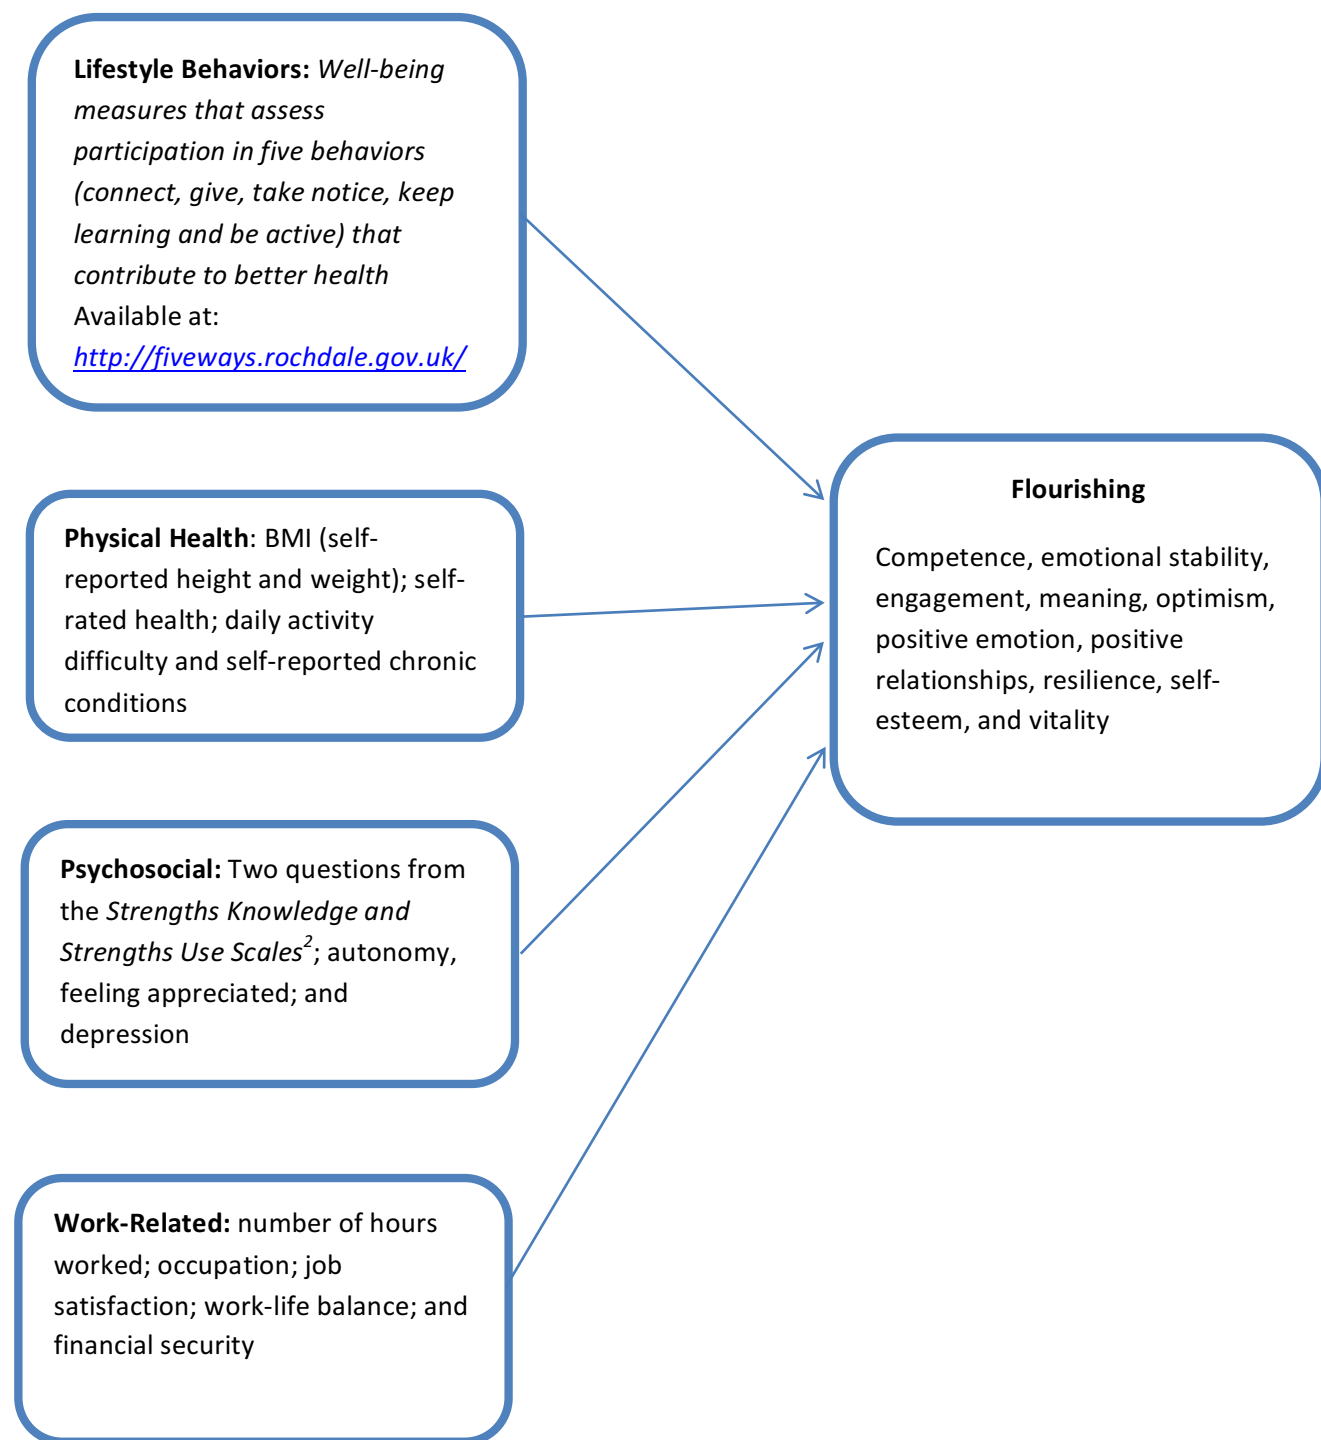 Lifestyle Behaviors: Well-being
measures that assess
participation in five behaviors
(connect, give, take notice, keep
learning and be active) that
contribute to better health
Available at:
http://fiveways.rochdale.gov.uk/
Physical Health: BMI (self-
reported height and weight); self-
rated health; daily activity
difficulty and self-reported chronic
conditions
Psychosocial: Two questions from
the Strengths Knowledge and
Strengths Use Scales²; autonomy,
feeling appreciated; and
depression
Work-Related: number of hours
worked; occupation; job
satisfaction; work-life balance; and
financial security
Flourishing
Competence, emotional stability,
engagement, meaning, optimism,
positive emotion, positive
relationships, resilience, self-
esteem, and vitality